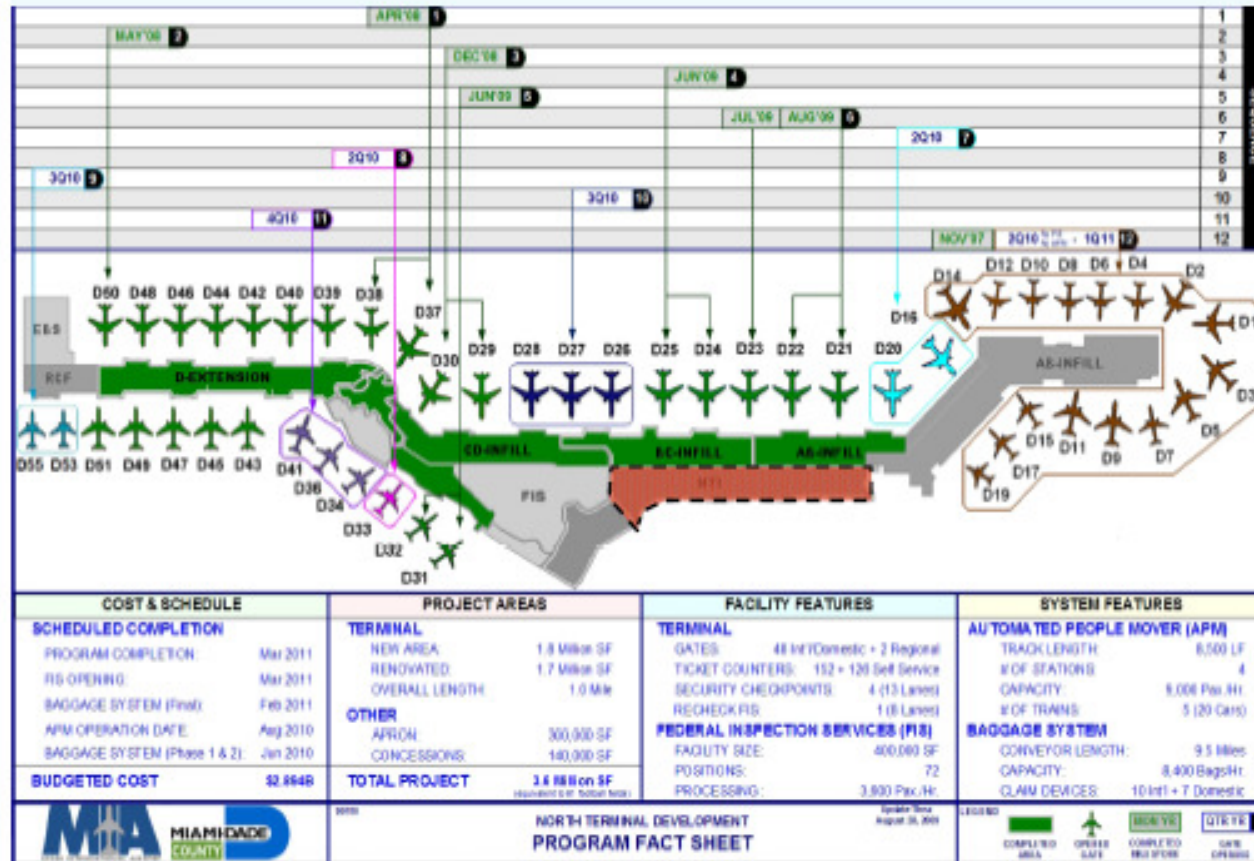 APR'08 1
MAY'08 2
DEC'08 3
JUN'09 4
JUN'09 5
JUL'09 AUG'09 6
2Q10 7
2Q10 8
3Q10 9
3Q10 10
4Q10 11
NOV'07 3Q10 - 1Q11 12
1
2
3
4
5
6
7
8
9
10
11
12
D14 D12 D10 D8 D6 D4 D2
D50 D48 D46 D44 D42 D40 D39 D38 D37
D16
D30 D29 D28 D27 D26 D25 D24 D23 D22 D21 D20
RCF D-EXTENSION
AB-INFILL
CD-INFILL BC-INFILL AB-INFILL
FIS
D55 D53 D51 D49 D47 D45 D43
D41 D36 D34 D33 D32 D31
D19 D17 D15 D11 D9 D7 D5 D3
COST & SCHEDULE
SCHEDULED COMPLETION
PROGRAM COMPLETION: Mar 2011
FIS OPENING: Mar 2011
BAGGAGE SYSTEM (Final): Feb 2011
APM OPERATION DATE: Aug 2010
BAGGAGE SYSTEM (Phase 1 & 2): Jun 2010
BUDGETED COST $2.894B
PROJECT AREAS
TERMINAL
NEW AREA: 1.8 Million SF
RENOVATED: 1.7 Million SF
OVERALL LENGTH 1.0 Mile
OTHER
APRON: 300,000 SF
CONCESSIONS: 140,000 SF
TOTAL PROJECT 3.6 Million SF
FACILITY FEATURES
TERMINAL
GATES: 48 Int'l/Domestic + 2 Regional
TICKET COUNTERS: 152 + 126 Self Service
SECURITY CHECKPOINTS: 4 (13 Lanes)
RECHECK FIS: 1 (8 Lanes)
FEDERAL INSPECTION SERVICES (FIS)
FACILITY SIZE: 400,000 SF
POSITIONS: 72
PROCESSING: 3,600 Pax./Hr.
SYSTEM FEATURES
AUTOMATED PEOPLE MOVER (APM)
TRACK LENGTH: 8,500 LF
# OF STATIONS: 4
CAPACITY: 9,000 Pax./Hr.
# OF TRAINS: 5 (20 Cars)
BAGGAGE SYSTEM
CONVEYOR LENGTH: 9.5 Miles
CAPACITY: 8,400 Bags/Hr.
CLAIM DEVICES: 10 Int'l + 7 Domestic
MIA
MIAMI-DADE
COUNTY
NORTH TERMINAL DEVELOPMENT
PROGRAM FACT SHEET
LEGEND
COMPLETED AREA
OPENED GATE
COMPLETED MILESTONE
QTR YR
GATE OPENING